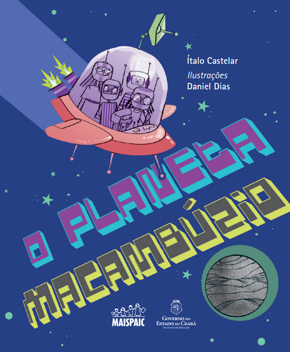 Ítalo Castelar
Ilustrações
Daniel Dias
O PLANETA
MACAMBÚZIO
MAISPAIC
GOVERNO DO
ESTADO DO CEARÁ